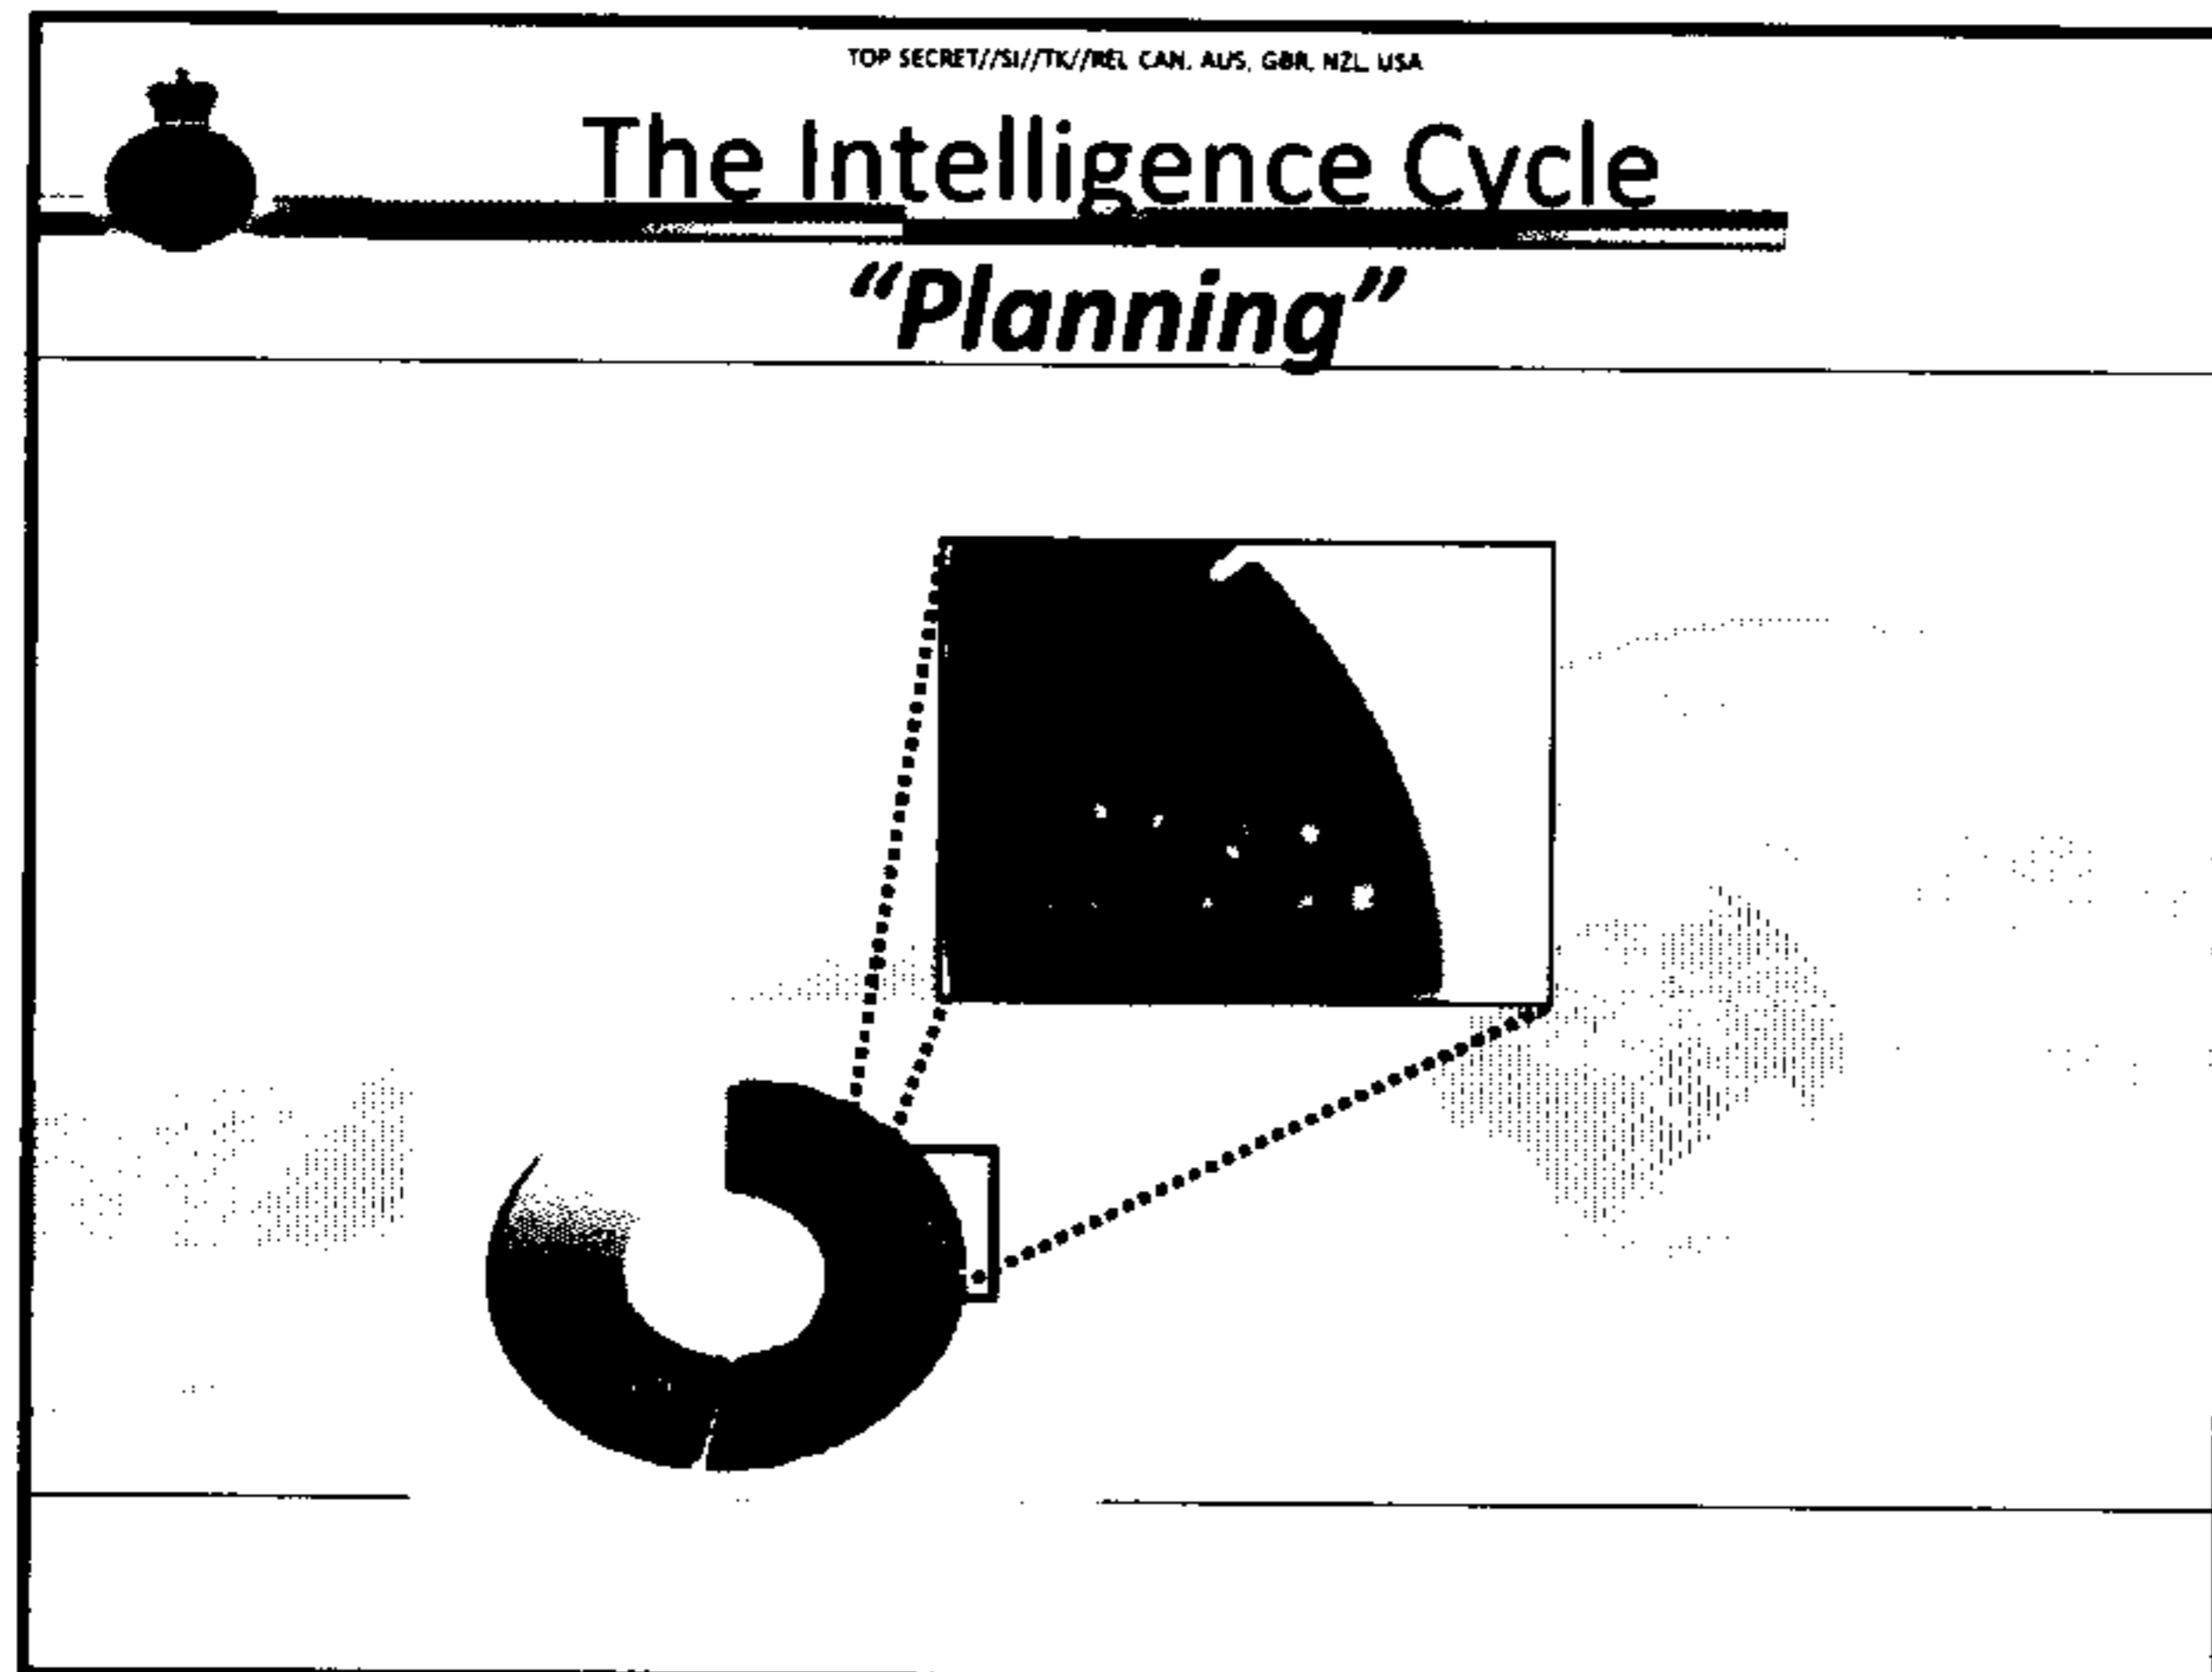 TOP SECRET//SI//TK//REL CAN, AUS, GBR, NZL, USA
The Intelligence Cycle
“Planning”